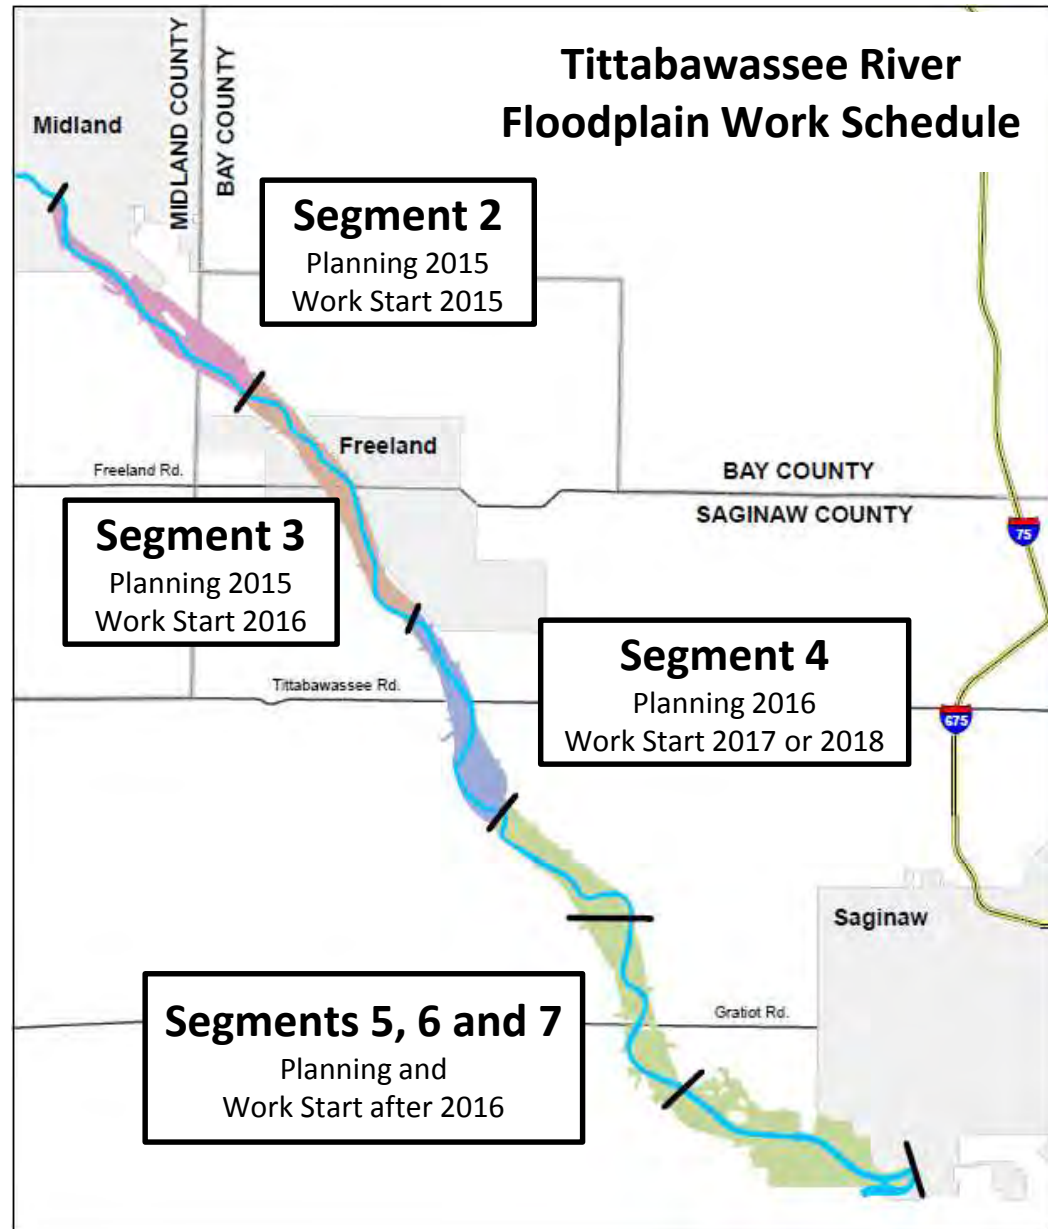 Tittabawassee River
Floodplain Work Schedule
MIDLAND COUNTY
BAY COUNTY
Midland
Segment 2
Planning 2015
Work Start 2015
Freeland
Freeland Rd.
BAY COUNTY
SAGINAW COUNTY
75
Segment 3
Planning 2015
Work Start 2016
Segment 4
Planning 2016
Work Start 2017 or 2018
Tittabawassee Rd.
675
Saginaw
Segments 5, 6 and 7
Planning and
Work Start after 2016
Gratiot Rd.